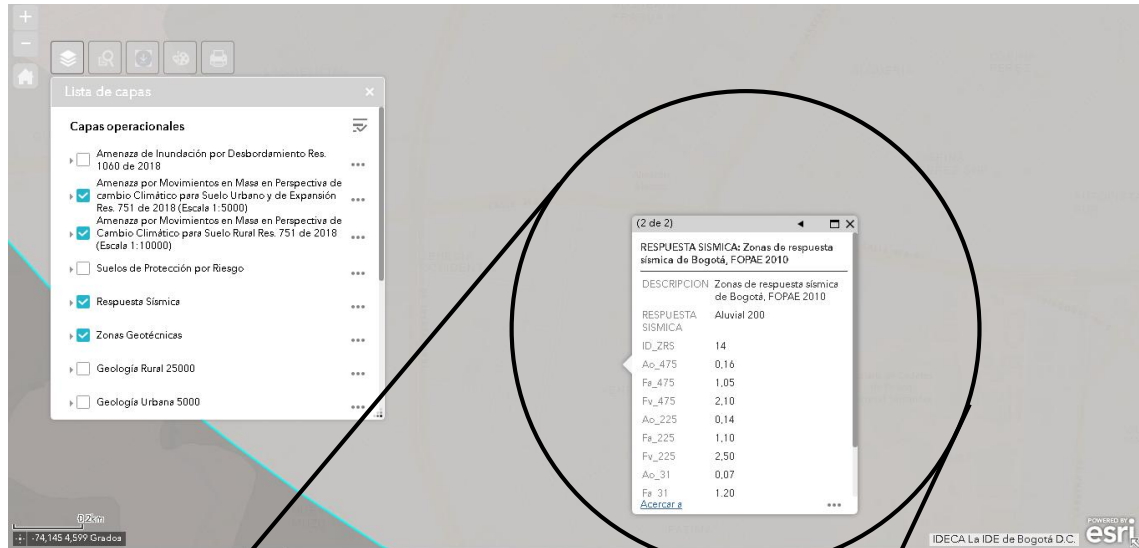 Lista de capas
Capas operacionales
Amenaza de Inundación por Desbordamiento Res.
1060 de 2018
Amenaza por Movimientos en Masa en Perspectiva de
cambio Climático para Suelo Urbano y de Expansión
Res. 751 de 2018 (Escala 1:5000)
Amenaza por Movimientos en Masa en Perspectiva de
Cambio Climático para Suelo Rural Res. 751 de 2018
(Escala 1:10000)
Suelos de Protección por Riesgo
Respuesta Sísmica
Zonas Geotécnicas
Geología Rural 25000
Geología Urbana 5000
(2 de 2)
RESPUESTA SISMICA: Zonas de respuesta
sísmica de Bogotá, FOPAE 2010
DESCRIPCION Zonas de respuesta sísmica
de Bogotá, FOPAE 2010
RESPUESTA Aluvial 200
SISMICA
ID_ZRS 14
Ao_475 0,16
Fa_475 1,05
Fv_475 2,10
Ao_225 0,14
Fa_225 1,10
Fv_225 2,50
Ao_31 0,07
Fa_31 1,20
Acercar a
0,2km
-74,145 4,599 Grados
IDECA La IDE de Bogotá D.C.
POWERED BY
esri